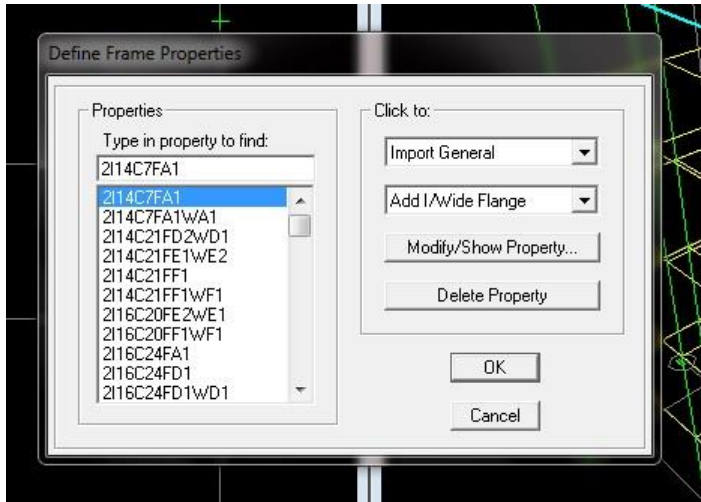 Define Frame Properties
Properties
Type in property to find:
2I14C7FA1
2I14C7FA1
2I14C7FA1WA1
2I14C21FD2WD1
2I14C21FE1WE2
2I14C21FF1
2I14C21FF1WF1
2I16C20FE2WE1
2I16C20FF1WF1
2I16C24FA1
2I16C24FD1
2I16C24FD1WD1
Click to:
Import General
Add I/Wide Flange
Modify/Show Property...
Delete Property
OK
Cancel